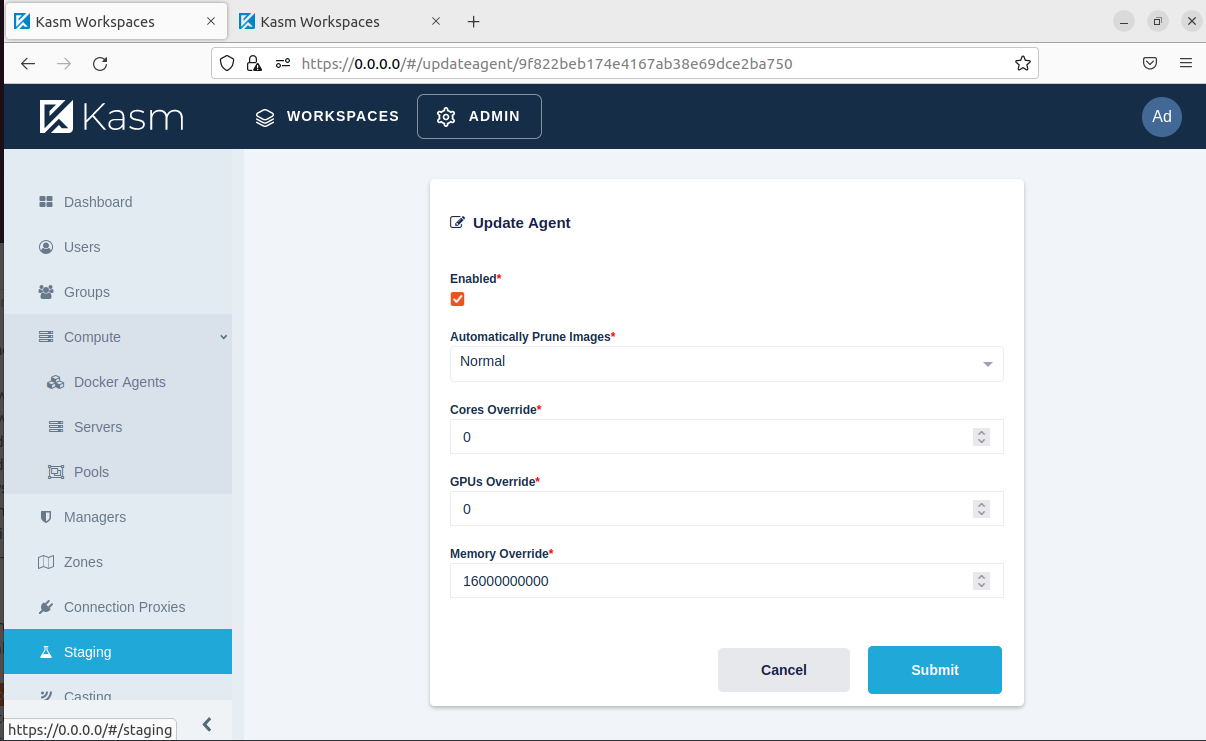 Kasm Workspaces
Kasm Workspaces
https://0.0.0.0/#/updateagent/9f822beb174e4167ab38e69dce2ba750
Kasm
WORKSPACES
ADMIN
Ad
Dashboard
Users
Groups
Compute
Docker Agents
Servers
Pools
Managers
Zones
Connection Proxies
Staging
Casting
https://0.0.0.0/#/staging
Update Agent
Enabled*
Automatically Prune Images*
Normal
Cores Override*
0
GPUs Override*
0
Memory Override*
16000000000
Cancel
Submit